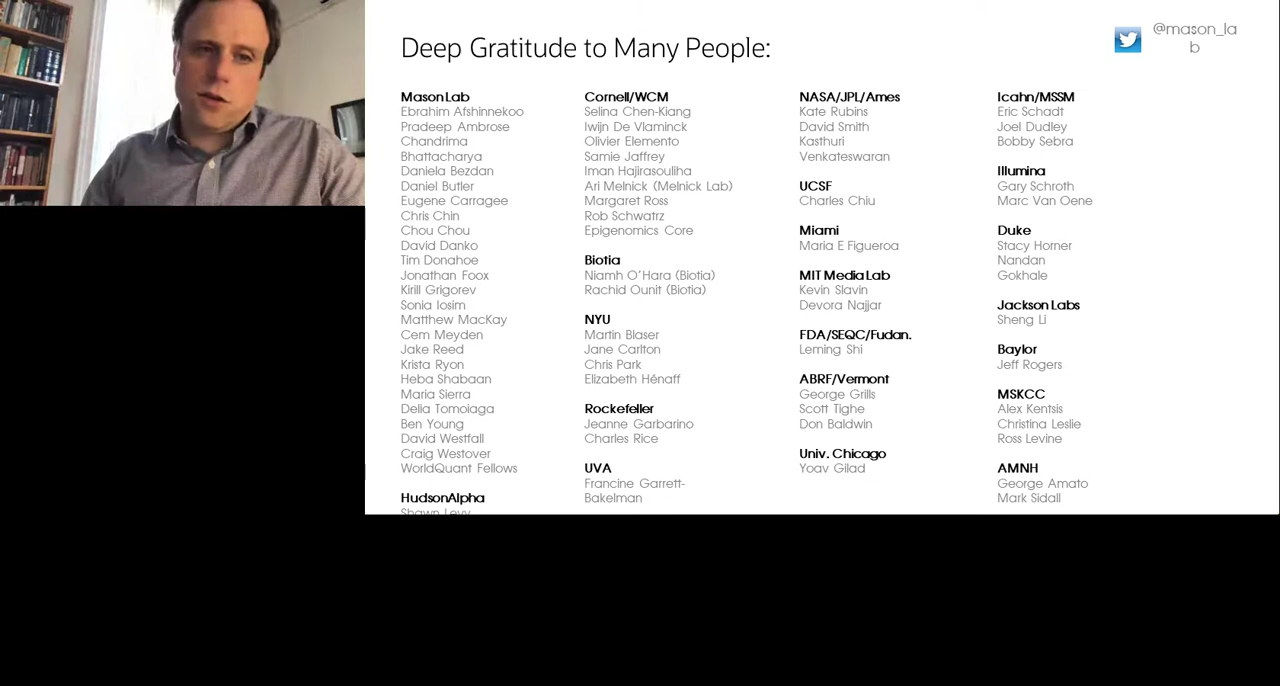 Deep Gratitude to Many People:
@mason_la
b
Mason Lab
Ebrahim Afshinnekoo
Pradeep Ambrose
Chandrima
Bhattacharya
Daniela Bezdan
Daniel Butler
Eugene Carragee
Chris Chin
Chou Chou
David Danko
Tim Donahoe
Jonathan Foox
Kirill Grigorev
Sonia Iosim
Matthew MacKay
Cem Meyden
Jake Reed
Krista Ryon
Heba Shabaan
Maria Sierra
Delia Tomoiaga
Ben Young
David Westfall
Craig Westover
WorldQuant Fellows
HudsonAlpha
Shawn Levy
Cornell/WCM
Selina Chen-Kiang
Iwijn De Vlaminck
Olivier Elemento
Samie Jaffrey
Iman Hajirasouliha
Ari Melnick (Melnick Lab)
Margaret Ross
Rob Schwatrz
Epigenomics Core
Biotia
Niamh O'Hara (Biotia)
Rachid Ounit (Biotia)
NYU
Martin Blaser
Jane Carlton
Chris Park
Elizabeth Hénaff
Rockefeller
Jeanne Garbarino
Charles Rice
UVA
Francine Garrett-
Bakelman
NASA/JPL/Ames
Kate Rubins
David Smith
Kasthuri
Venkateswaran
UCSF
Charles Chiu
Miami
Maria E Figueroa
MIT Media Lab
Kevin Slavin
Devora Najjar
FDA/SEQC/Fudan.
Leming Shi
ABRF/Vermont
George Grills
Scott Tighe
Don Baldwin
Univ. Chicago
Yoav Gilad
Icahn/MSSM
Eric Schadt
Joel Dudley
Bobby Sebra
Illumina
Gary Schroth
Marc Van Oene
Duke
Stacy Horner
Nandan
Gokhale
Jackson Labs
Sheng Li
Baylor
Jeff Rogers
MSKCC
Alex Kentsis
Christina Leslie
Ross Levine
AMNH
George Amato
Mark Sidall